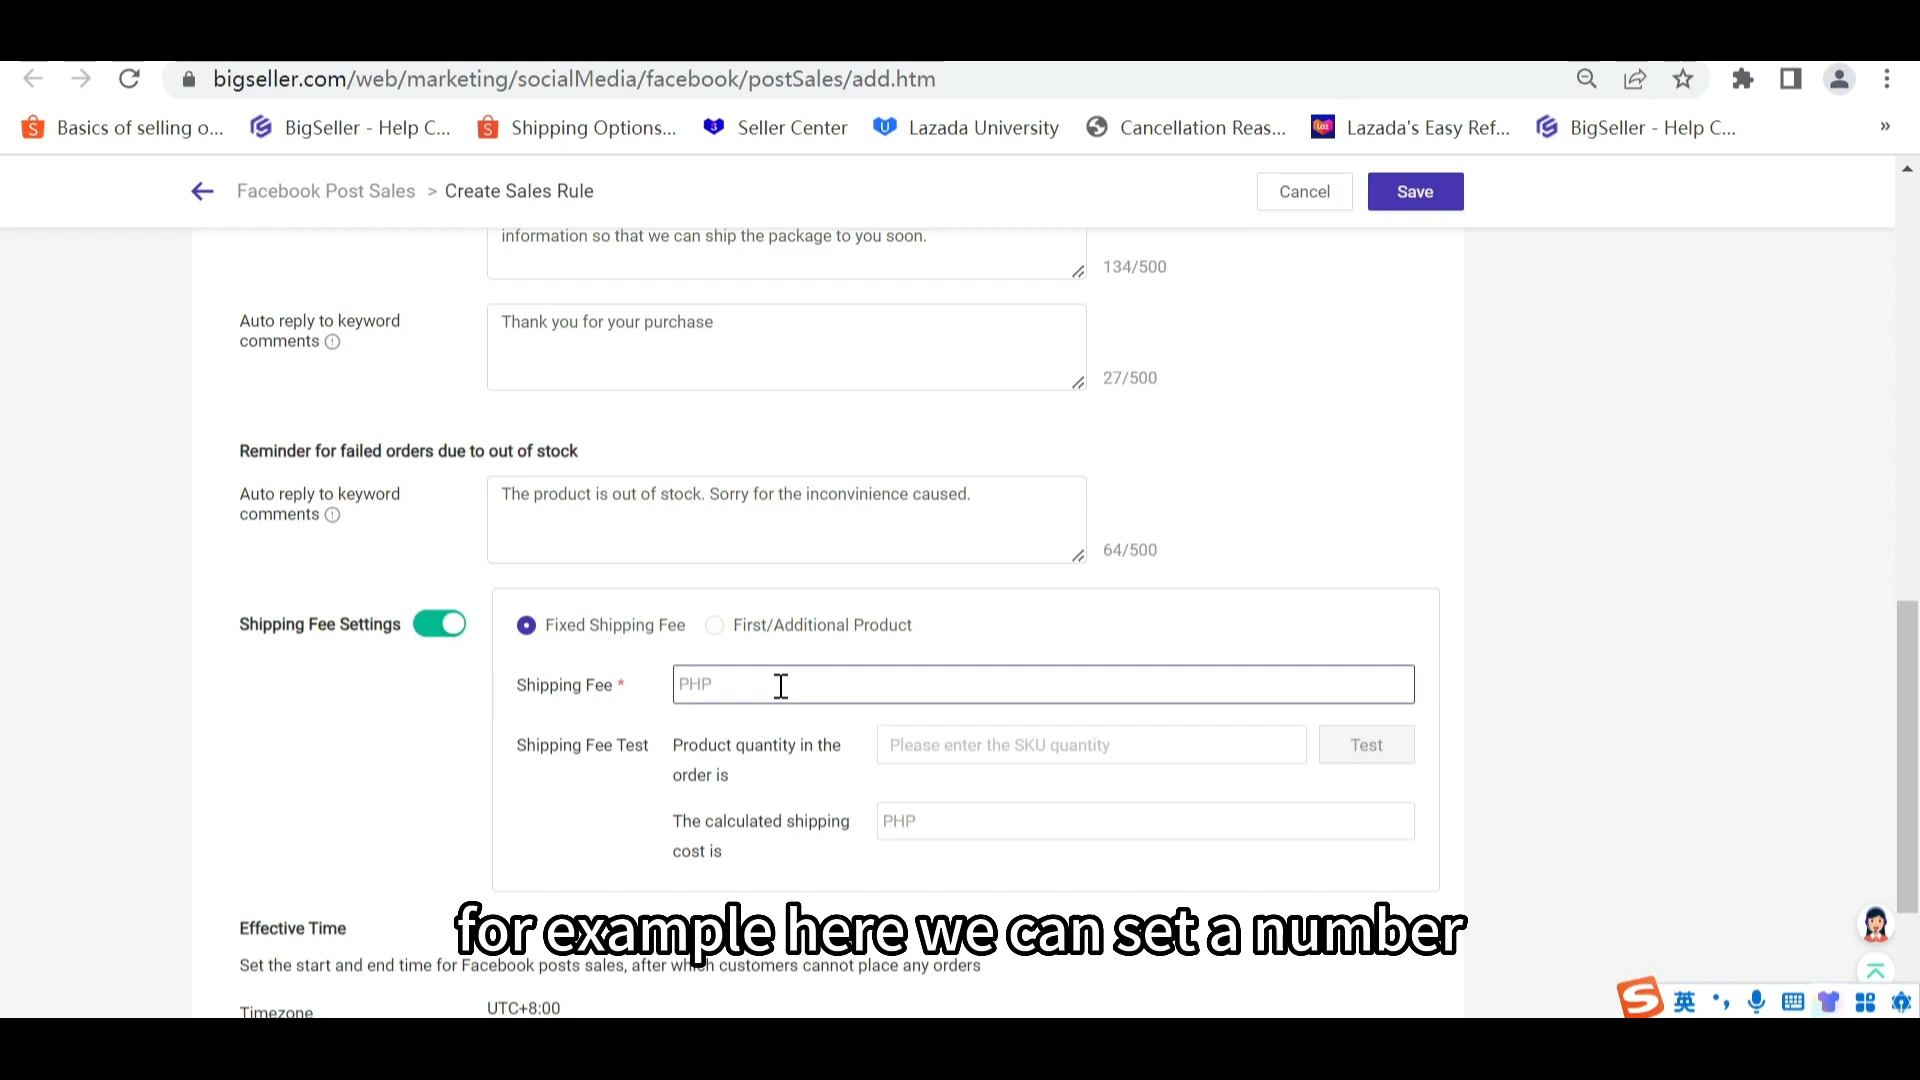 bigseller.com/web/marketing/socialMedia/facebook/postSales/add.htm
Basics of selling o... BigSeller - Help C... Shipping Options... Seller Center Lazada University Cancellation Reas... Lazada's Easy Ref... BigSeller - Help C... »
Facebook Post Sales > Create Sales Rule Cancel Save
information so that we can ship the package to you soon.
134/500
Auto reply to keyword comments
Thank you for your purchase
27/500
Reminder for failed orders due to out of stock
Auto reply to keyword comments
The product is out of stock. Sorry for the inconvinience caused.
64/500
Shipping Fee Settings
Fixed Shipping Fee First/Additional Product
Shipping Fee * PHP
Shipping Fee Test Product quantity in the order is Please enter the SKU quantity Test
The calculated shipping cost is PHP
for example here we can set a number
Effective Time
Set the start and end time for Facebook posts sales, after which customers cannot place any orders
Timezone UTC+8:00
英